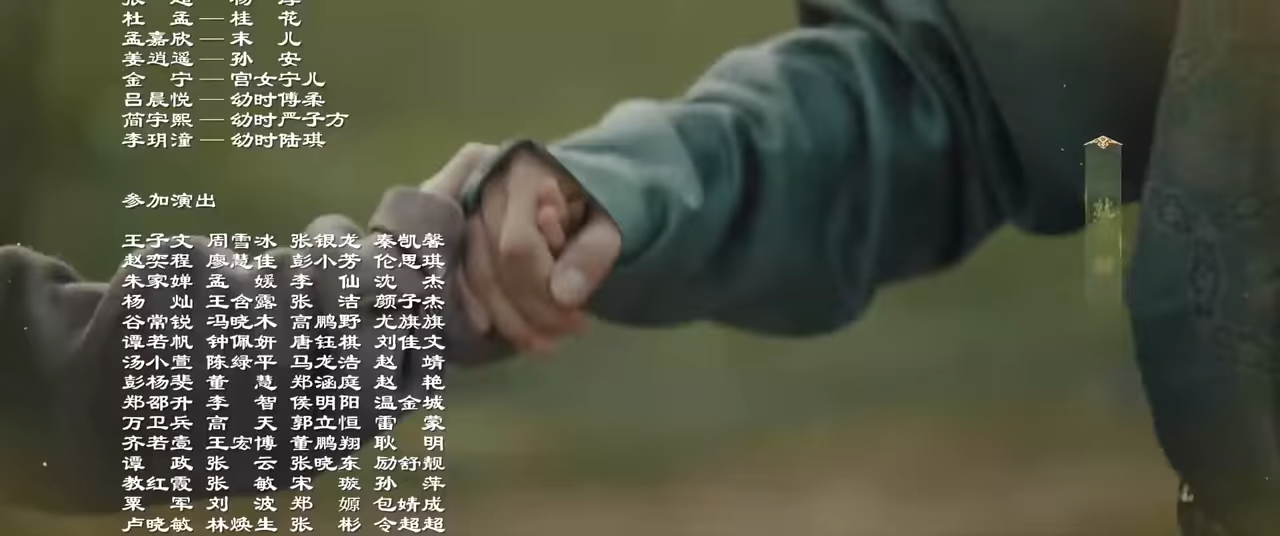 杜　孟 — 桂　花
孟嘉欣 — 末　儿
姜逍遥 — 孙　安
金　宁 — 宫女宁儿
吕晨悦 — 幼时傅柔
简宇熙 — 幼时严子方
李玥潼 — 幼时陆琪
参加演出
王子文 周雪冰 张银龙 秦凯馨
赵奕程 廖慧佳 彭小芳 伦思琪
朱家婵 孟　媛 李　仙 沈　杰
杨　灿 王含露 张　洁 颜子杰
谷常锐 冯晓木 高鹏野 尤旗旗
谭若帆 钟佩妍 唐钰棋 刘佳文
汤小萱 陈绿平 马龙浩 赵　靖
彭杨斐 董　慧 郑涵庭 赵　艳
郑邵升 李　智 侯明阳 温金城
万卫兵 高　天 郭立恒 雷　蒙
齐若壹 王宏博 董鹏翔 耿　明
谭　政 张　云 张晓东 励舒靓
教红霞 张　敏 宋　璇 孙　萍
栗　军 刘　波 郑　嫄 包婧成
卢晓敏 林焕生 张　彬 令超超